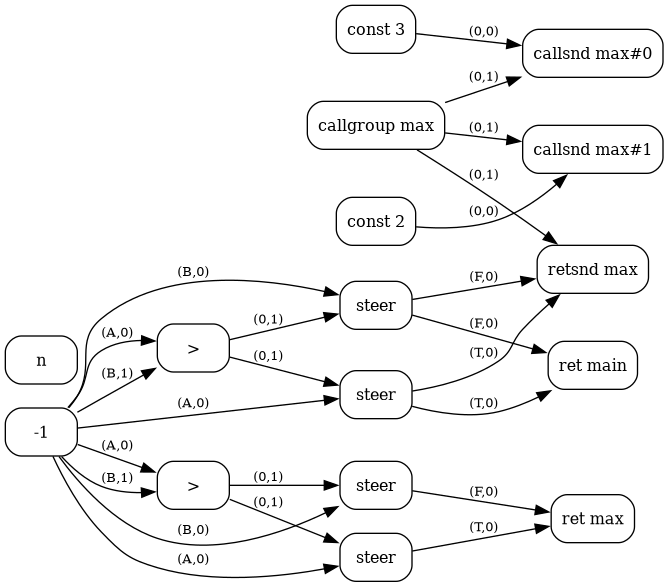 const 3
(0,0)
callsnd max#0
(0,1)
callgroup max
(0,1)
callsnd max#1
(0,1)
const 2
(0,0)
retsnd max
(B,0)
steer
(F,0)
(A,0)
(0,1)
(F,0)
n
>
(T,0)
ret main
(B,1)
(0,1)
(A,0)
steer
(T,0)
-1
(A,0)
(B,1)
>
(0,1)
steer
(F,0)
(0,1)
ret max
(B,0)
(T,0)
(A,0)
steer